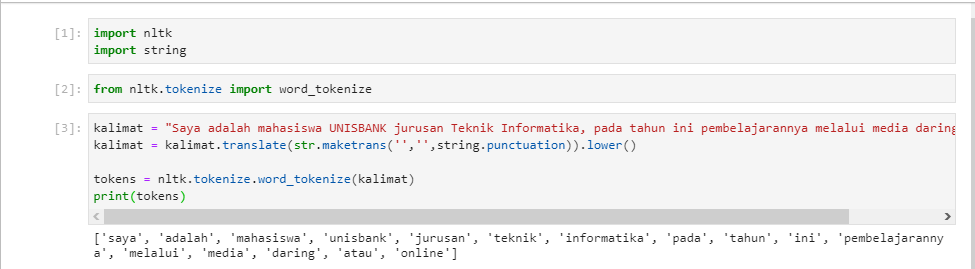 [1]: import nltk
import string
[2]: from nltk.tokenize import word_tokenize
[3]: kalimat = "Saya adalah mahasiswa UNISBANK jurusan Teknik Informatika, pada tahun ini pembelajarannya melalui media daring
kalimat = kalimat.translate(str.maketrans('','',string.punctuation)).lower()
tokens = nltk.tokenize.word_tokenize(kalimat)
print(tokens)
['saya', 'adalah', 'mahasiswa', 'unisbank', 'jurusan', 'teknik', 'informatika', 'pada', 'tahun', 'ini', 'pembelajaranny
a', 'melalui', 'media', 'daring', 'atau', 'online']